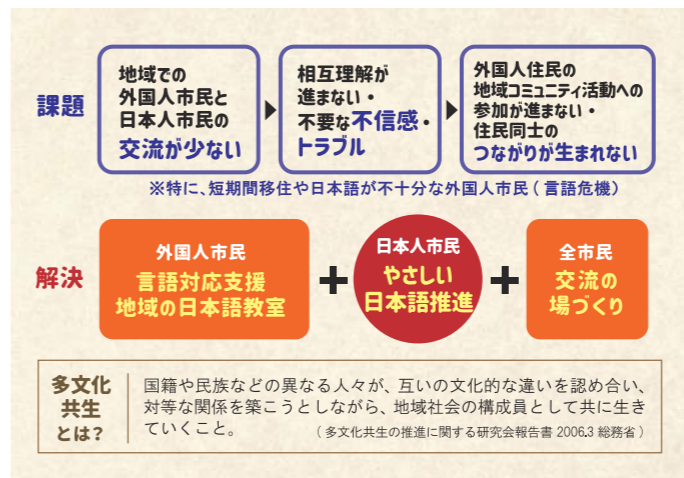 課題
地域での
外国人市民と
日本人市民の
交流が少ない
相互理解が
進まない・
不要な不信感・
トラブル
外国人住民の
地域コミュニティ活動への
参加が進まない・
住民同士の
つながりが生まれない
※特に、短期間移住や日本語が不十分な外国人市民(言語危機)
解決
外国人市民
言語対応支援
地域の日本語教室
+
日本人市民
やさしい
日本語推進
+
全市民
交流の
場づくり
多文化
共生
とは?
国籍や民族などの異なる人々が、互いの文化的な違いを認め合い、
対等な関係を築こうとしながら、地域社会の構成員として共に生き
ていくこと。
(多文化共生の推進に関する研究会報告書 2006.3 総務省)